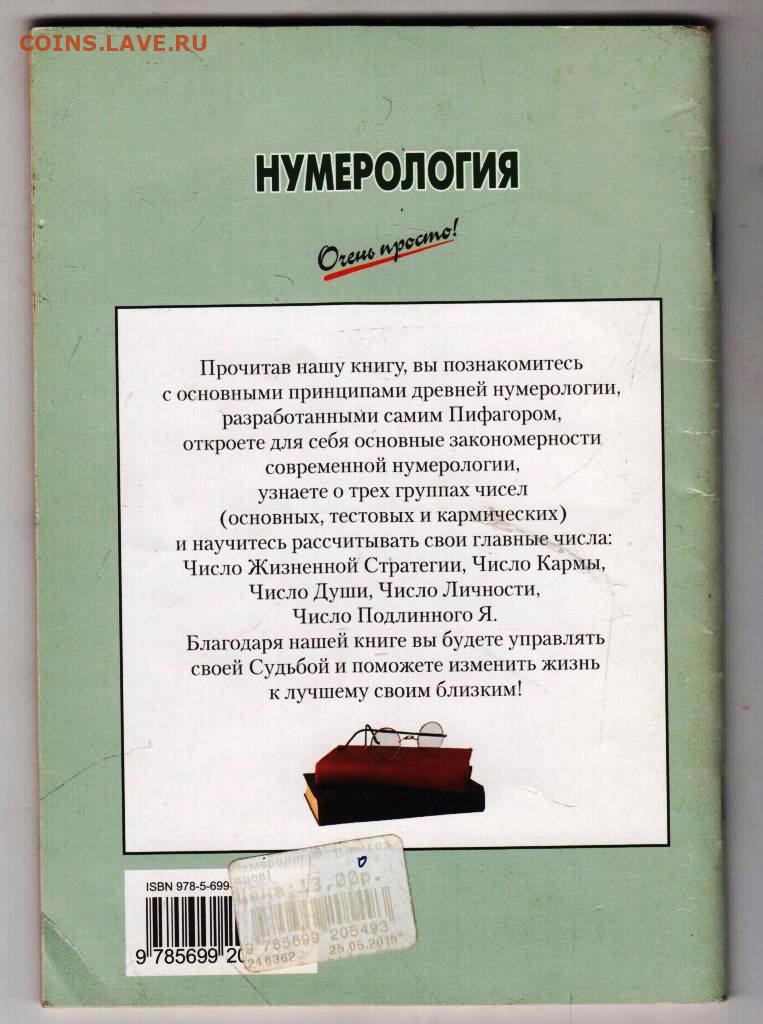 COINS.LAVE.RU
НУМЕРОЛОГИЯ
Очень просто!
Прочитав нашу книгу, вы познакомитесь
с основными принципами древней нумерологии,
разработанными самим Пифагором,
откроете для себя основные закономерности
современной нумерологии,
узнаете о трех группах чисел
(основных, тестовых и кармических)
и научитесь рассчитывать свои главные числа:
Число Жизненной Стратегии, Число Кармы,
Число Души, Число Личности,
Число Подлинного Я.
Благодаря нашей книге вы будете управлять
своей Судьбой и поможете изменить жизнь
к лучшему своим близким!
ISBN 978-5-699-
9 785699 20
Цена:13,00р.
9 785699 205493
246362 25.05.2010